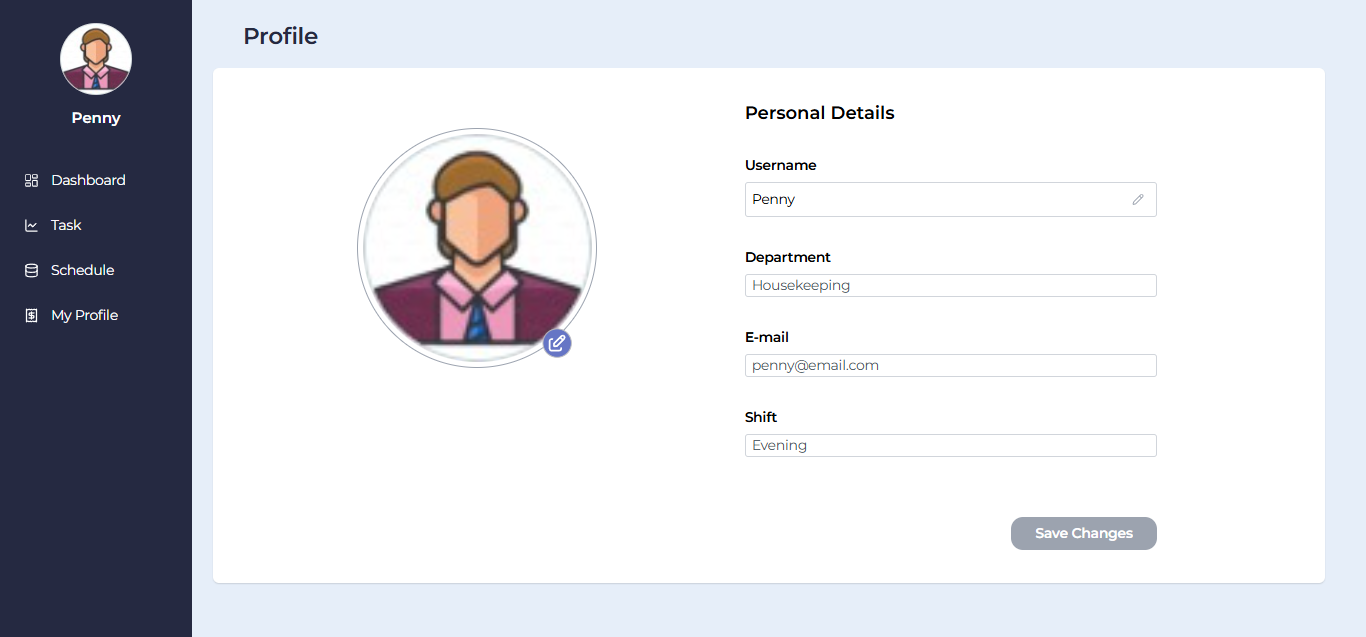 Penny
Dashboard
Task
Schedule
My Profile
Profile
Personal Details
Username
Penny
Department
Housekeeping
E-mail
penny@email.com
Shift
Evening
Save Changes